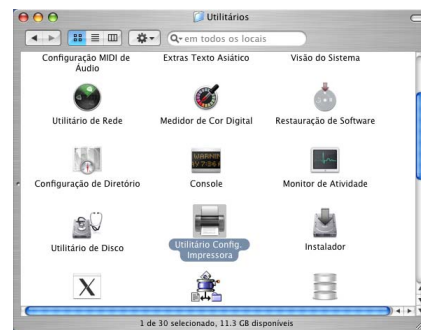 Utilitários
em todos os locais
Configuração MIDI de
Áudio
Extras Texto Asiático
Visão do Sistema
Utilitário de Rede
Medidor de Cor Digital
Restauração de Software
Configuração de Diretório
Console
Monitor de Atividade
Utilitário de Disco
Utilitário Config.
Impressora
Instalador
X
1 de 30 selecionado, 11.3 GB disponíveis